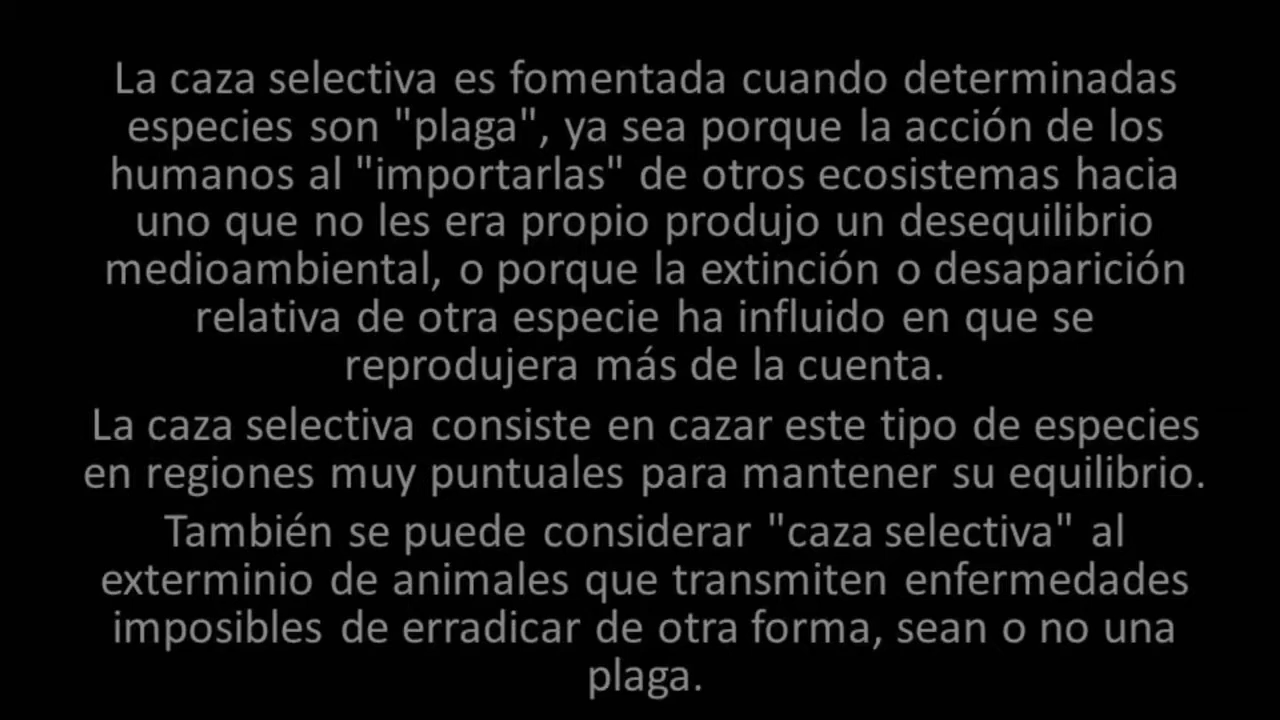 La caza selectiva es fomentada cuando determinadas
especies son "plaga", ya sea porque la acción de los
humanos al "importarlas" de otros ecosistemas hacia
uno que no les era propio produjo un desequilibrio
medioambiental, o porque la extinción o desaparición
relativa de otra especie ha influido en que se
reprodujera más de la cuenta.
La caza selectiva consiste en cazar este tipo de especies
en regiones muy puntuales para mantener su equilibrio.
También se puede considerar "caza selectiva" al
exterminio de animales que transmiten enfermedades
imposibles de erradicar de otra forma, sean o no una
plaga.